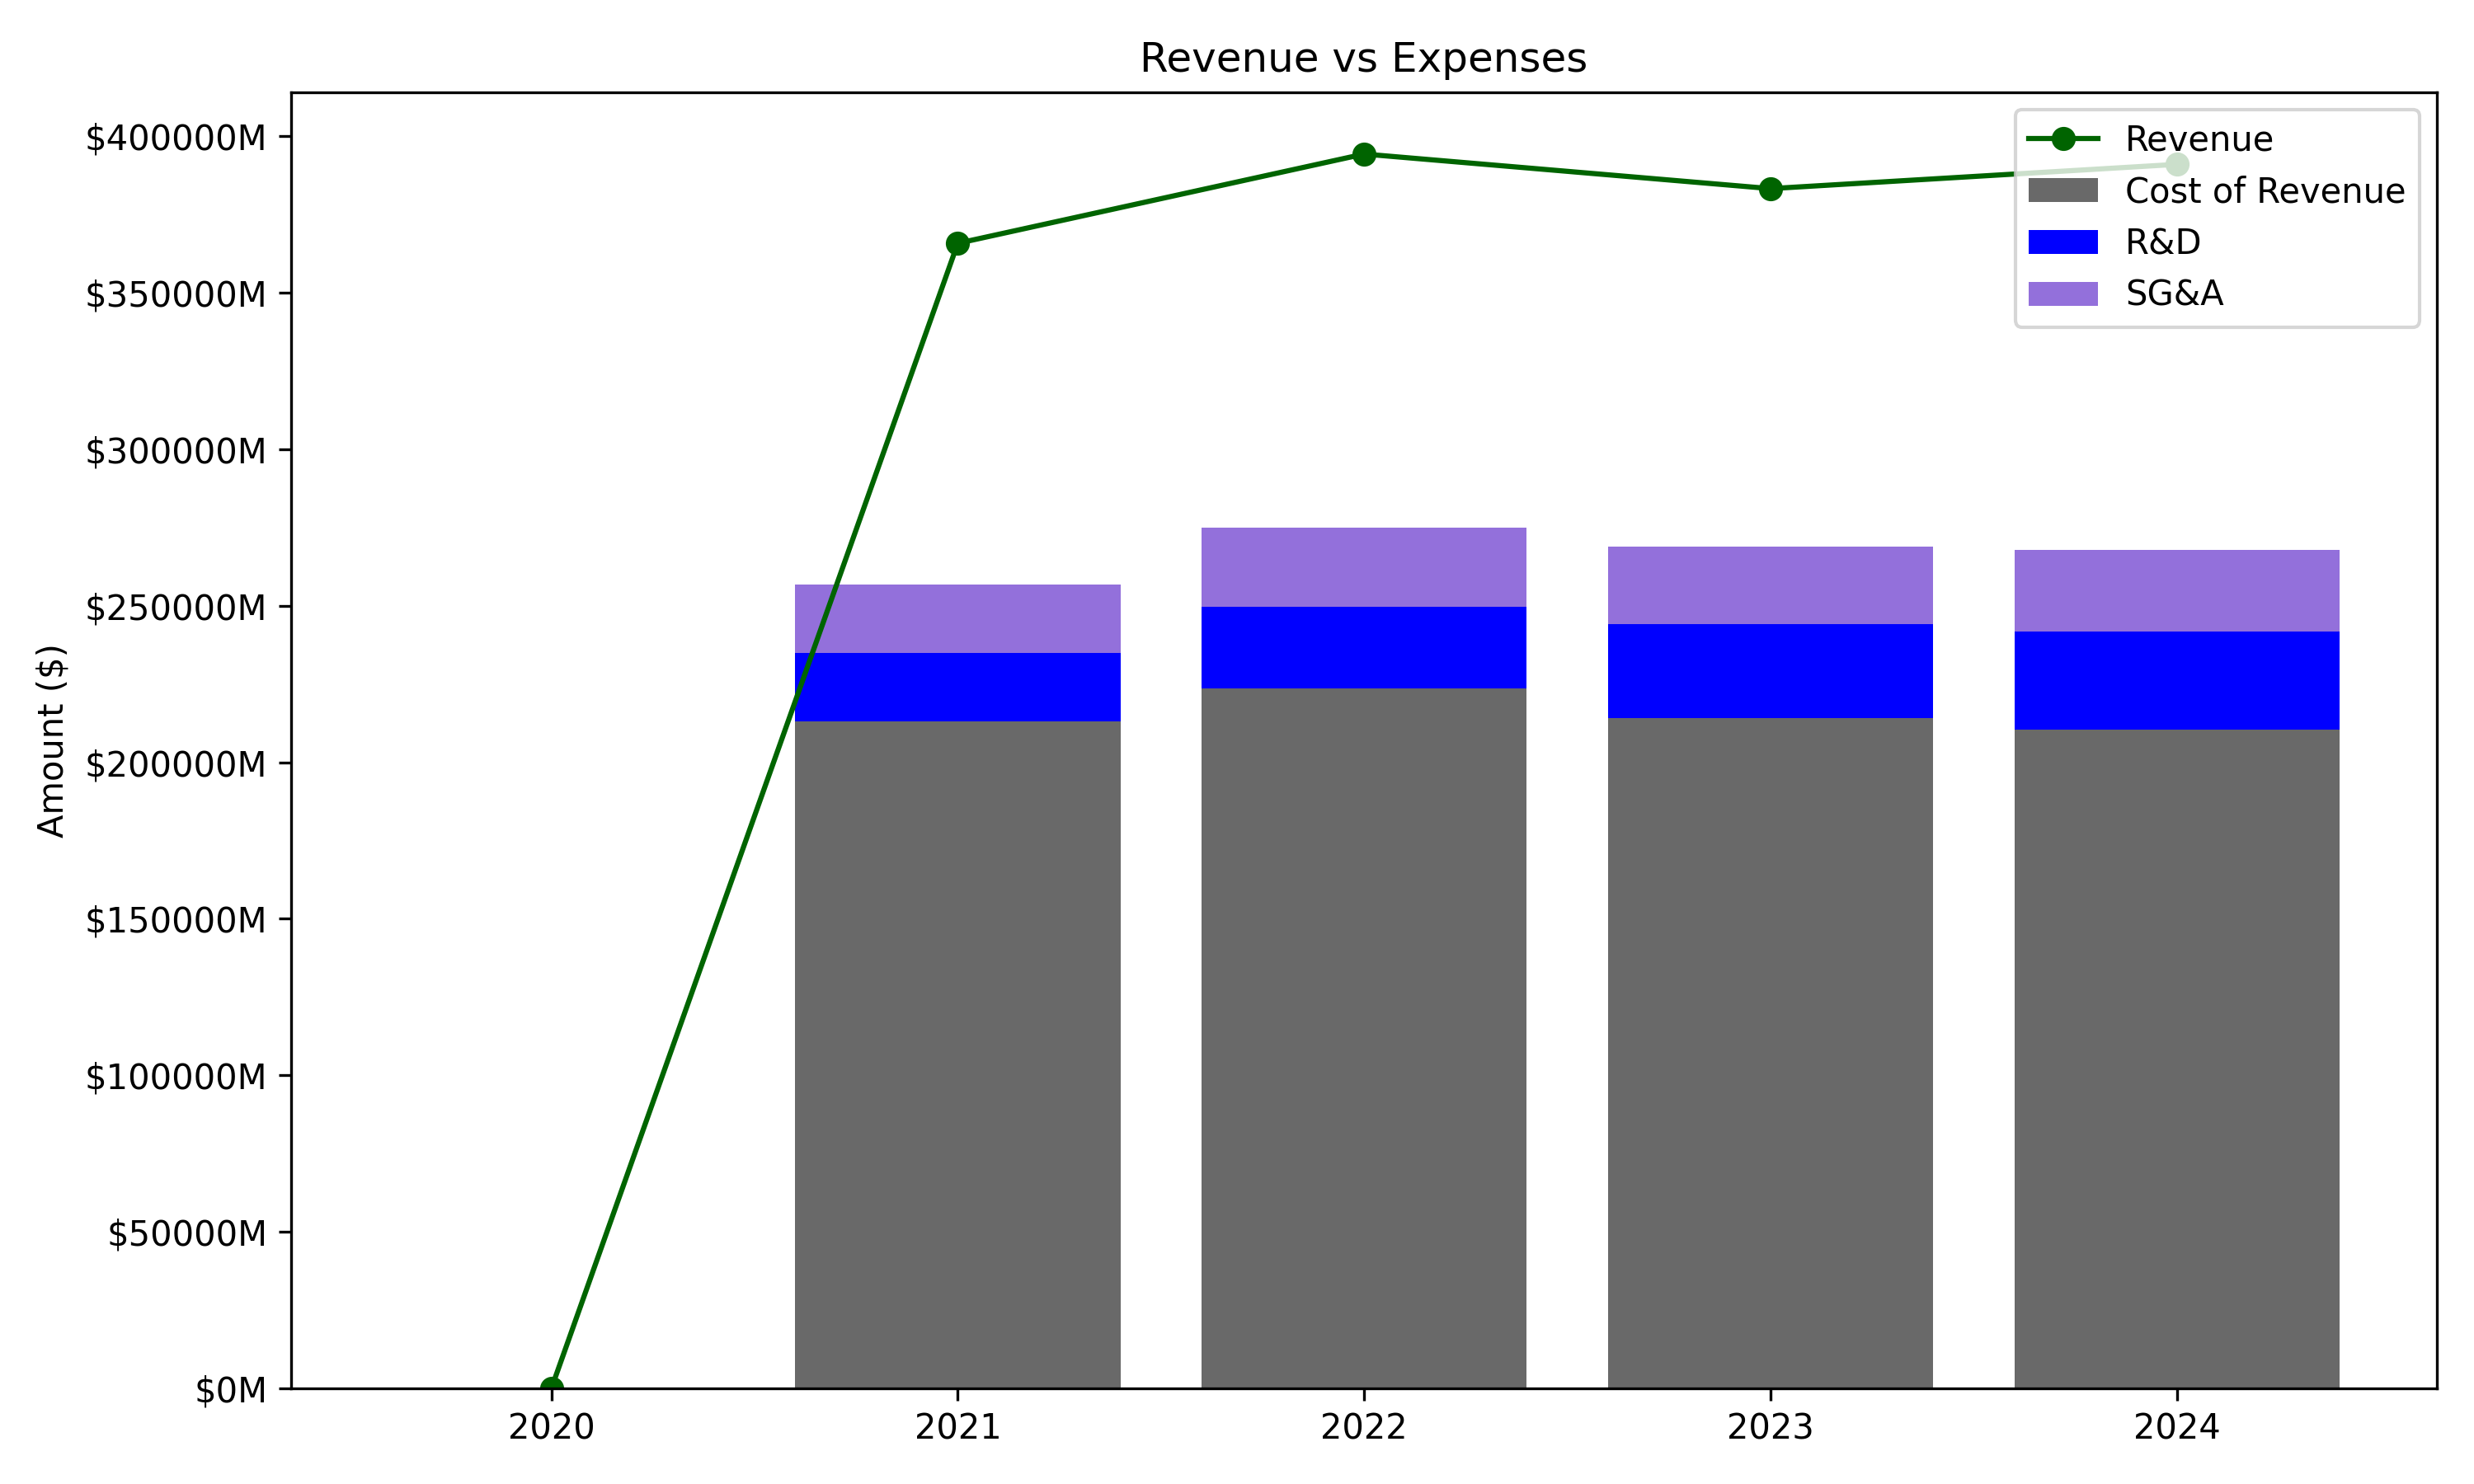 Revenue vs Expenses
$400000M
$350000M
$300000M
$250000M
$200000M
$150000M
$100000M
$50000M
$0M
Amount ($)
Revenue
Cost of Revenue
R&D
SG&A
2020
2021
2022
2023
2024